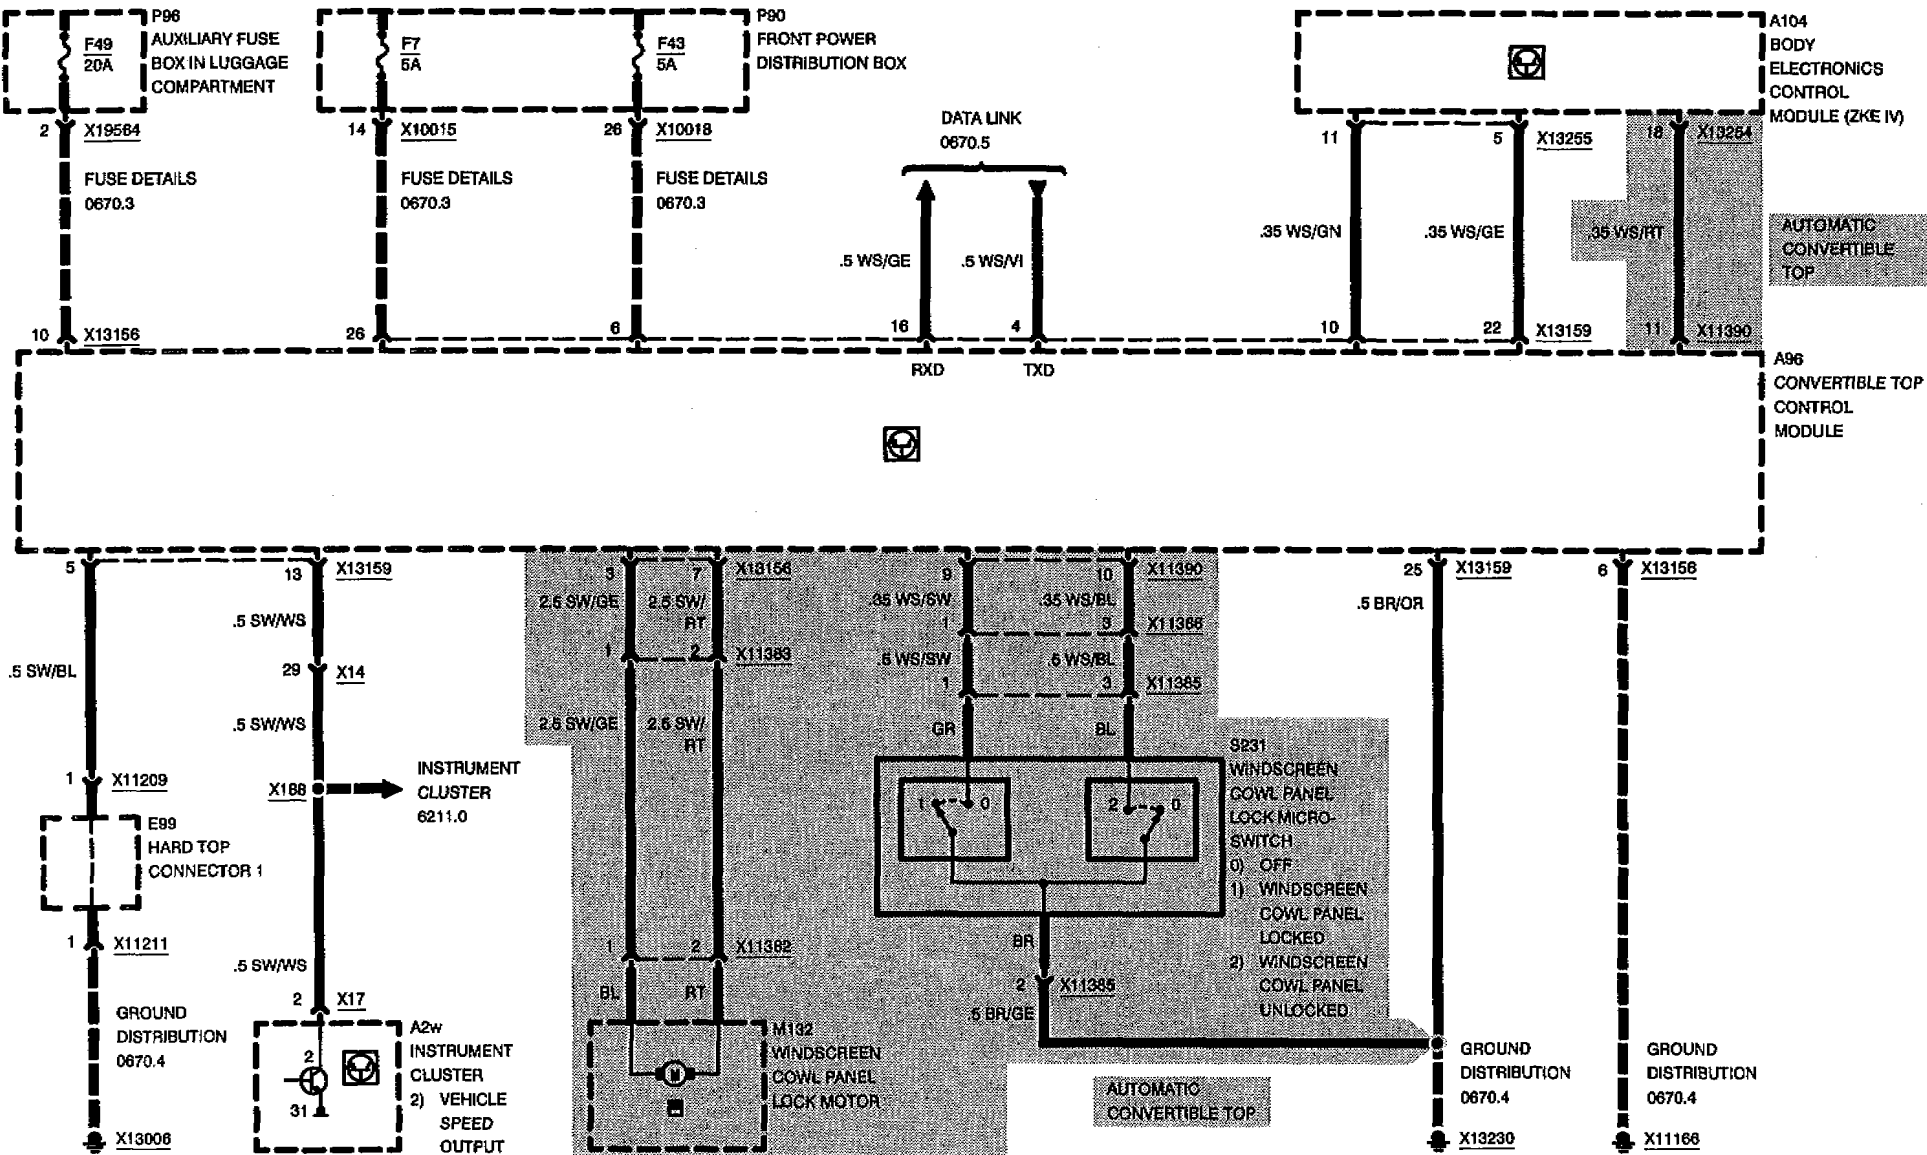 P96
AUXILIARY FUSE
BOX IN LUGGAGE
COMPARTMENT
F49
20A
F7
5A
F43
5A
P90
FRONT POWER
DISTRIBUTION BOX
A104
BODY
ELECTRONICS
CONTROL
MODULE (ZKE IV)
2 X19564
14 X10015
26 X10018
DATA LINK
0670.5
11
5 X13255
18 X13254
FUSE DETAILS
0670.3
FUSE DETAILS
0670.3
FUSE DETAILS
0670.3
.5 WS/GE
.5 WS/VI
.35 WS/GN
.35 WS/GE
.35 WS/RT
AUTOMATIC
CONVERTIBLE
TOP
10 X13156
26
6
16
4
10
22 X13159
11 X11390
RXD
TXD
A96
CONVERTIBLE TOP
CONTROL
MODULE
5
13 X13159
3
7 X13156
9
10 X11390
25 X13159
6 X13156
.5 SW/WS
2.5 SW/GE
2.5 SW/
RT
.35 WS/SW
.35 WS/BL
.5 BR/OR
1
3 X11366
.5 SW/BL
29 X14
1
2 X11383
.5 WS/SW
.5 WS/BL
1
3 X11385
.5 SW/WS
2.5 SW/GE
2.5 SW/
RT
GR
BL
1 X11209
X188
INSTRUMENT
CLUSTER
6211.0
1
0
2
0
S231
WINDSCREEN
COWL PANEL
LOCK MICRO-
SWITCH
0) OFF
1) WINDSCREEN
COWL PANEL
LOCKED
2) WINDSCREEN
COWL PANEL
UNLOCKED
E99
HARD TOP
CONNECTOR 1
1 X11211
.5 SW/WS
1
2 X11382
BR
2 X11385
2 X17
BL
RT
.5 BR/GE
GROUND
DISTRIBUTION
0670.4
A2w
INSTRUMENT
CLUSTER
2) VEHICLE
SPEED
OUTPUT
2
31
M132
WINDSCREEN
COWL PANEL
LOCK MOTOR
M
AUTOMATIC
CONVERTIBLE TOP
GROUND
DISTRIBUTION
0670.4
GROUND
DISTRIBUTION
0670.4
X13006
X13230
X11166